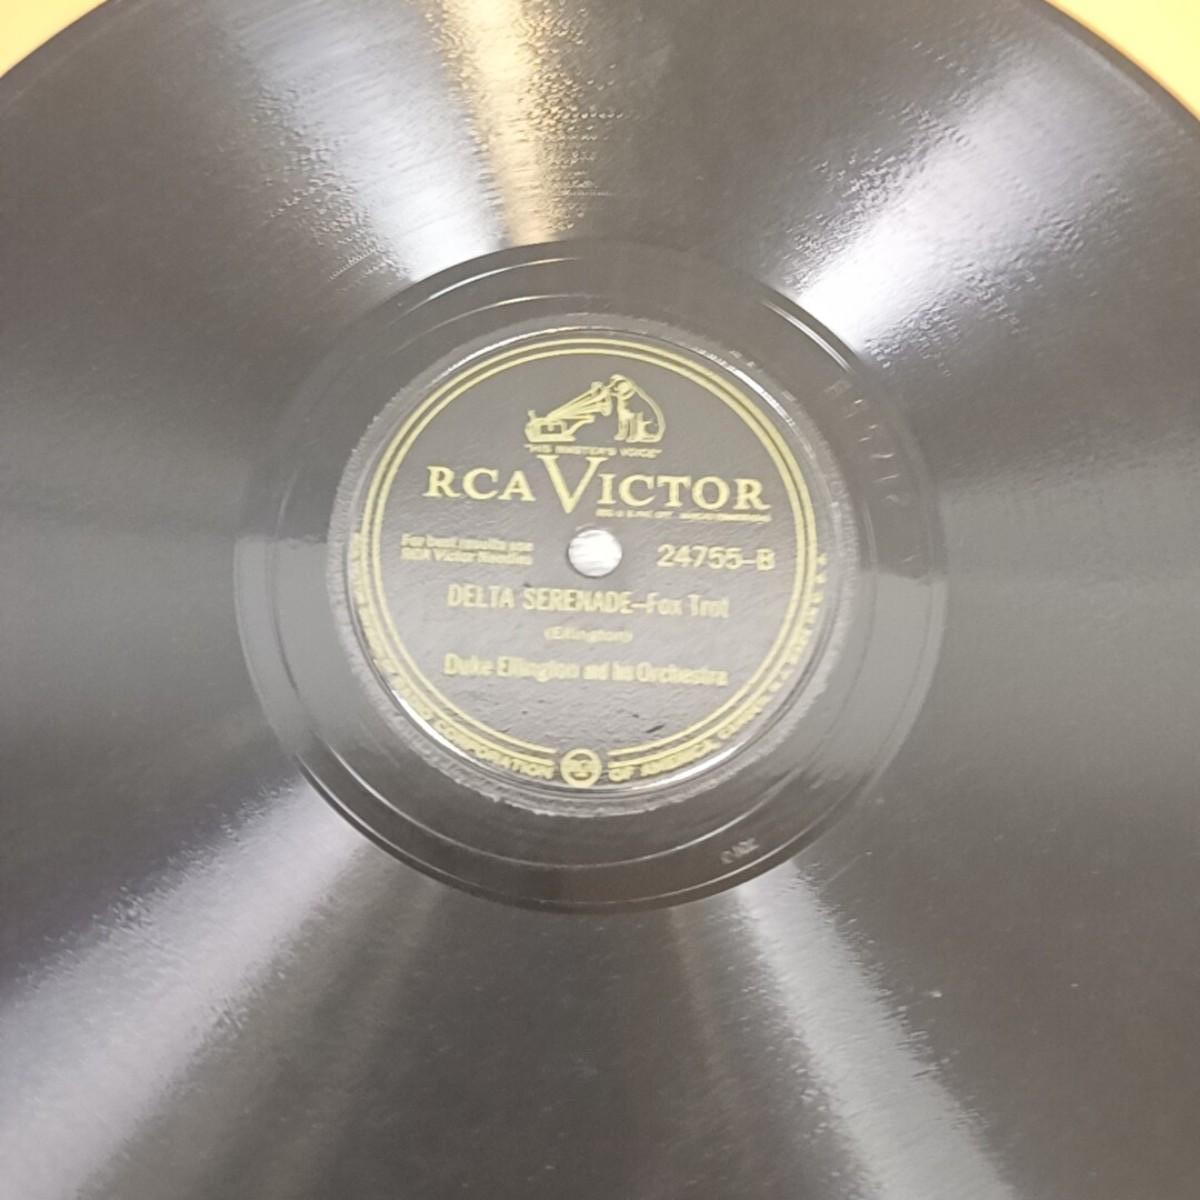 "HIS MASTER'S VOICE"
RCA VICTOR
For best results use
RCA Victor Needles
24755-B
DELTA SERENADE—Fox Trot
(Ellington)
Duke Ellington and his Orchestra
RADIO CORPORATION OF AMERICA